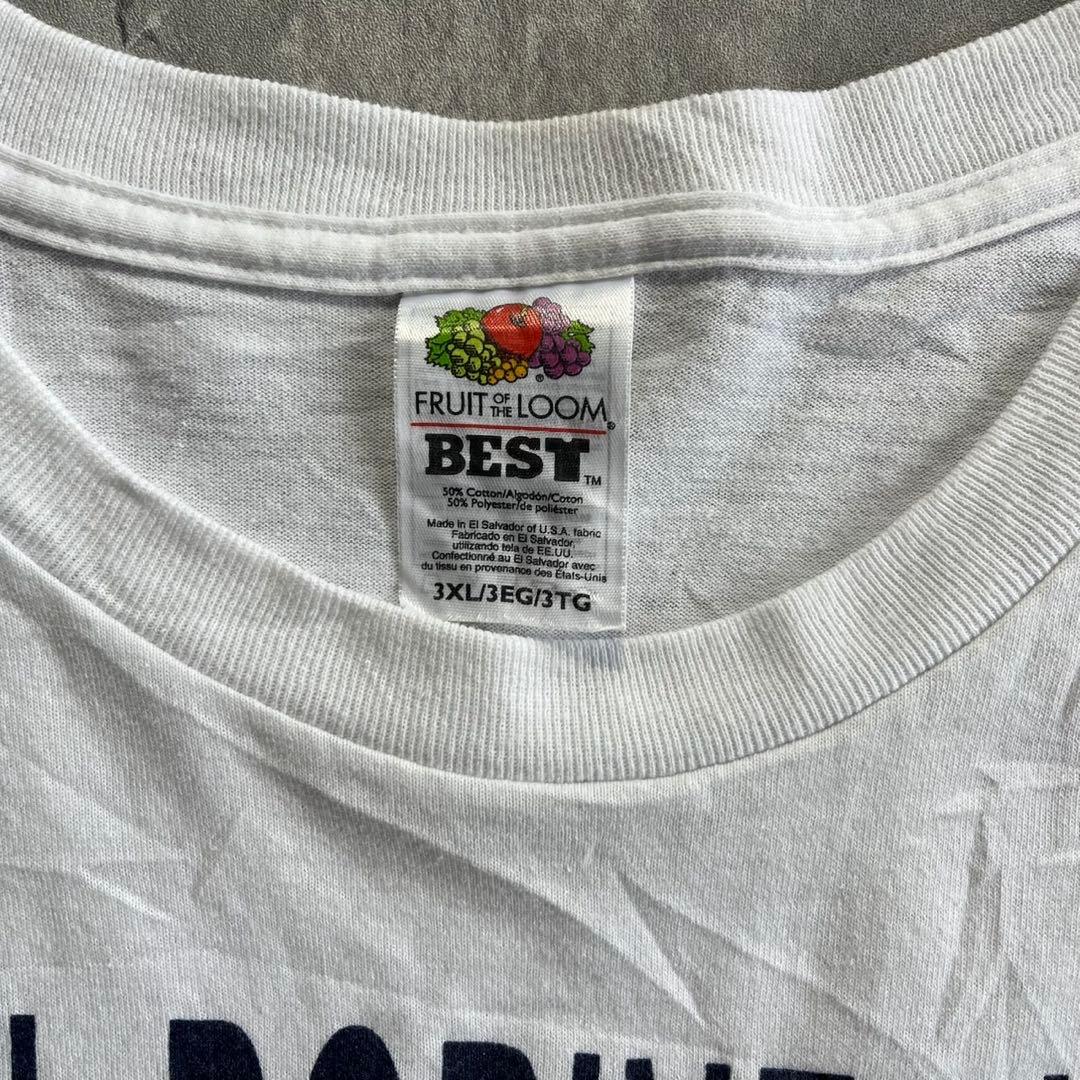 FRUIT OF THE LOOM®
BEST™
50% Cotton/Algodón/Coton
50% Polyester/de poliéster
Made in El Salvador of U.S.A. fabric
Fabricado en El Salvador,
utilizando tela de EE.UU.
Confectionné au El Salvador avec
du tissu en provenance des États-Unis
3XL/3EG/3TG